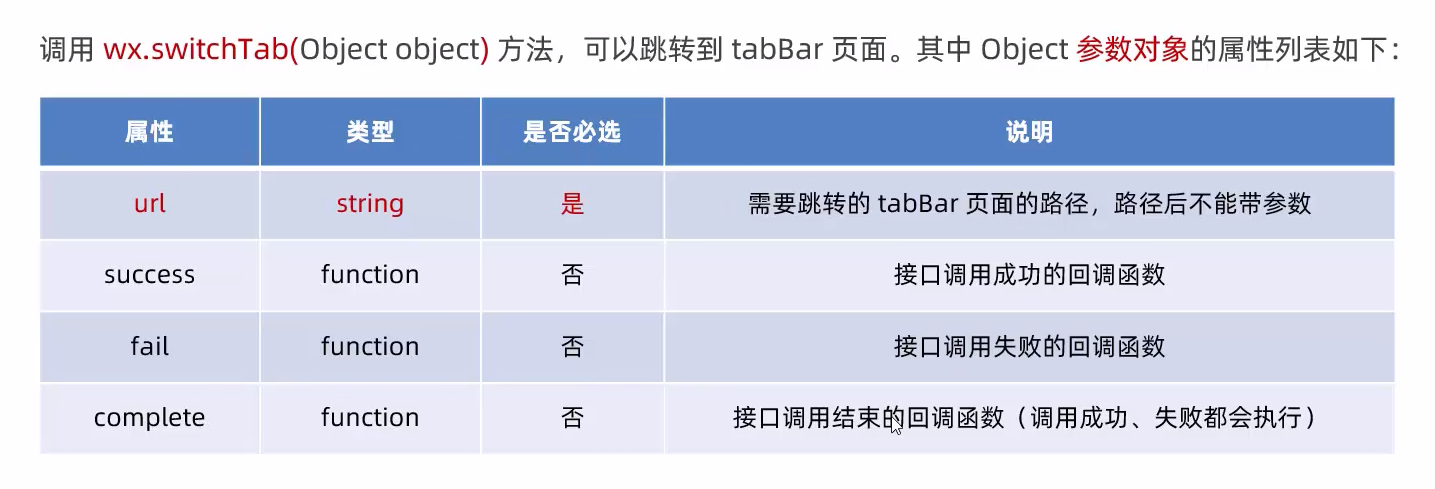 调用 wx.switchTab(Object object) 方法，可以跳转到 tabBar 页面。其中 Object 参数对象的属性列表如下：
属性 类型 是否必选 说明
url string 是 需要跳转的 tabBar 页面的路径，路径后不能带参数
success function 否 接口调用成功的回调函数
fail function 否 接口调用失败的回调函数
complete function 否 接口调用结束的回调函数（调用成功、失败都会执行）